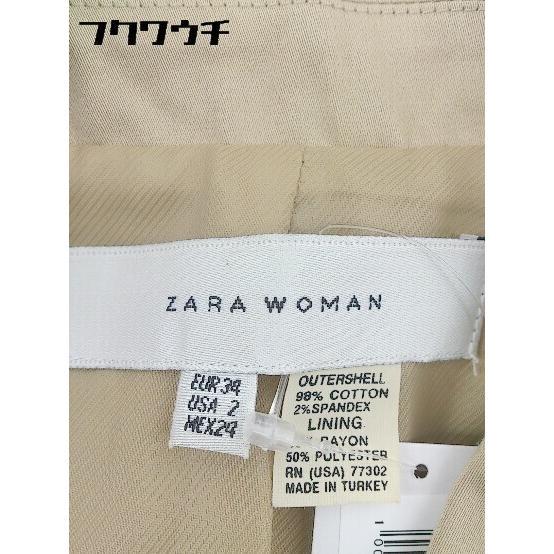 フクワウチ
ZARA WOMAN
EUR 34
USA 2
MEX 24
OUTERSHELL
98% COTTON
2% SPANDEX
LINING
RAYON
50% POLYESTER
RN (USA) 77302
MADE IN TURKEY